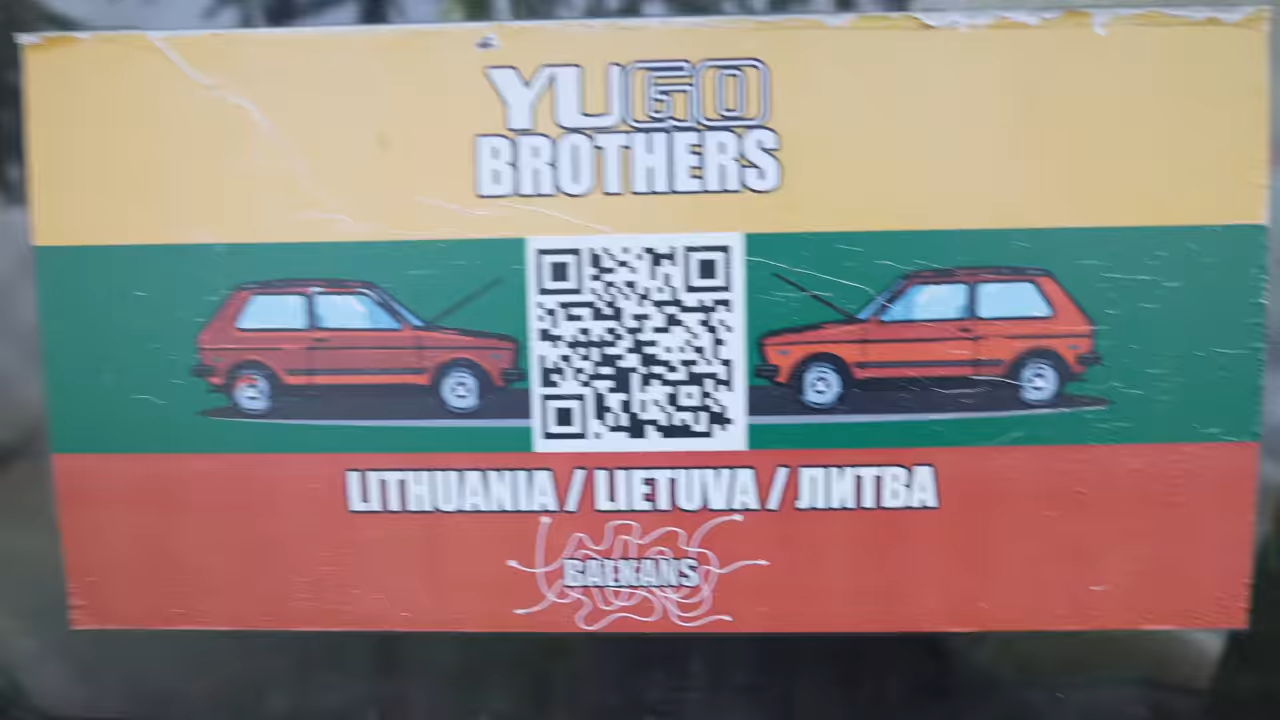 YUGO
BROTHERS
LITHUANIA / LIETUVA / ЛИТВА
BALKANS